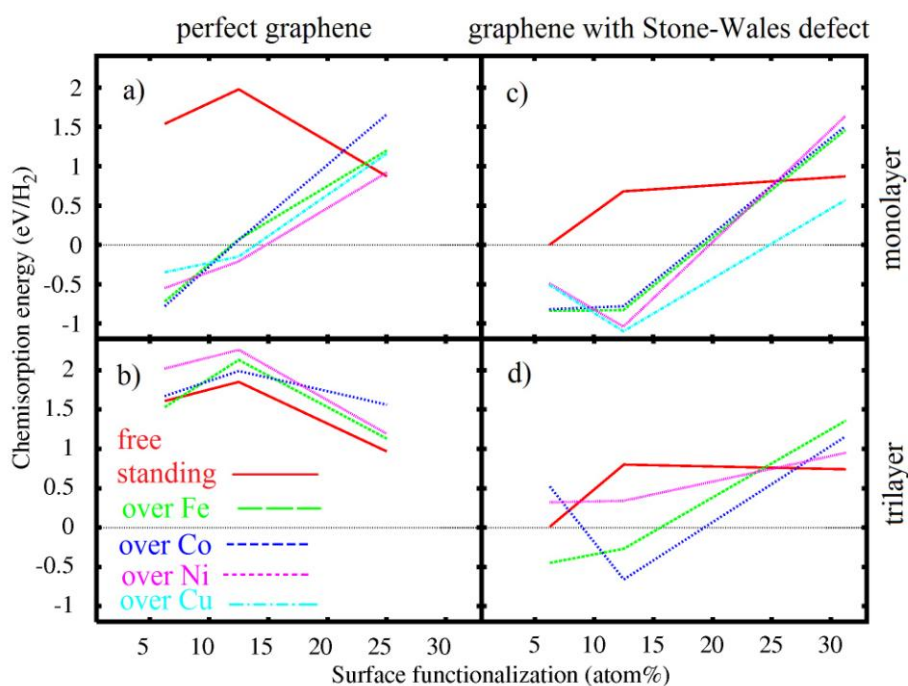 perfect graphene
graphene with Stone-Wales defect
Chemisorption energy (eV/H2)
a)
2
1.5
1
0.5
0
-0.5
-1
c)
monolayer
b)
2
1.5
1
0.5
0
-0.5
-1
free
standing
over Fe
over Co
over Ni
over Cu
d)
trilayer
5 10 15 20 25 30
5 10 15 20 25 30
Surface functionalization (atom%)